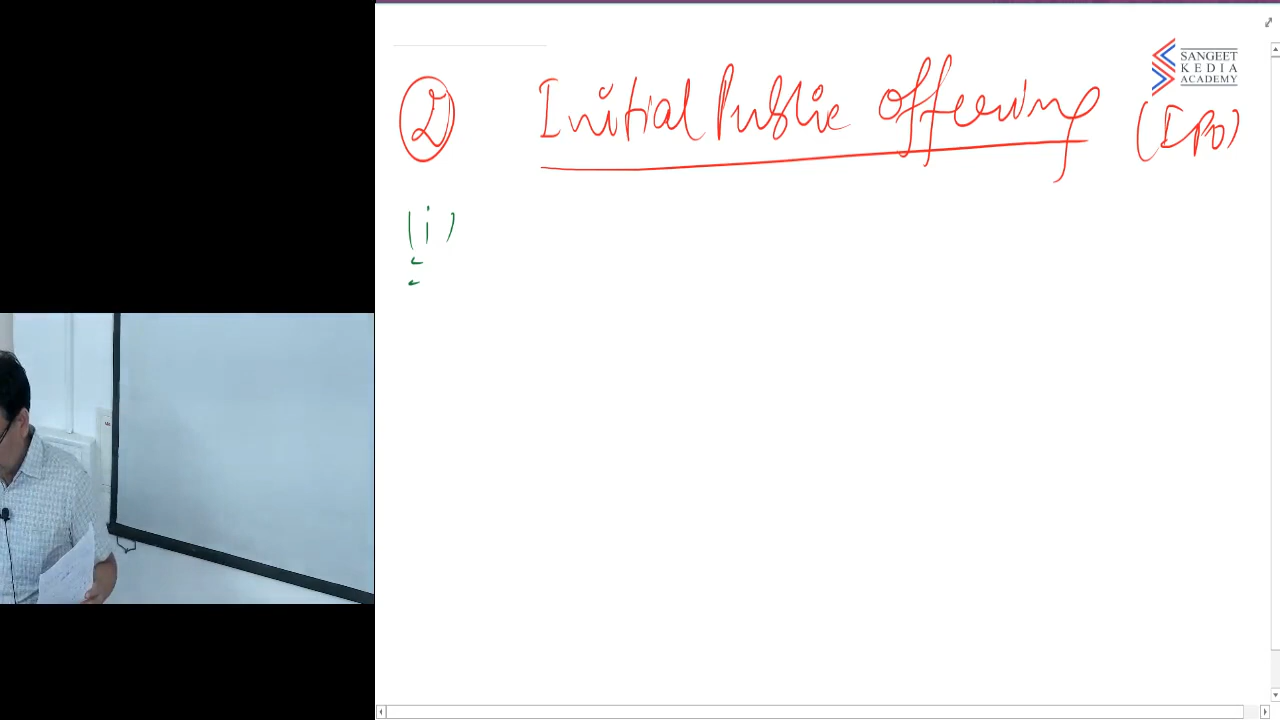 SANGEET
KEDIA
ACADEMY
② Initial Public Offering (IPO)
(i)